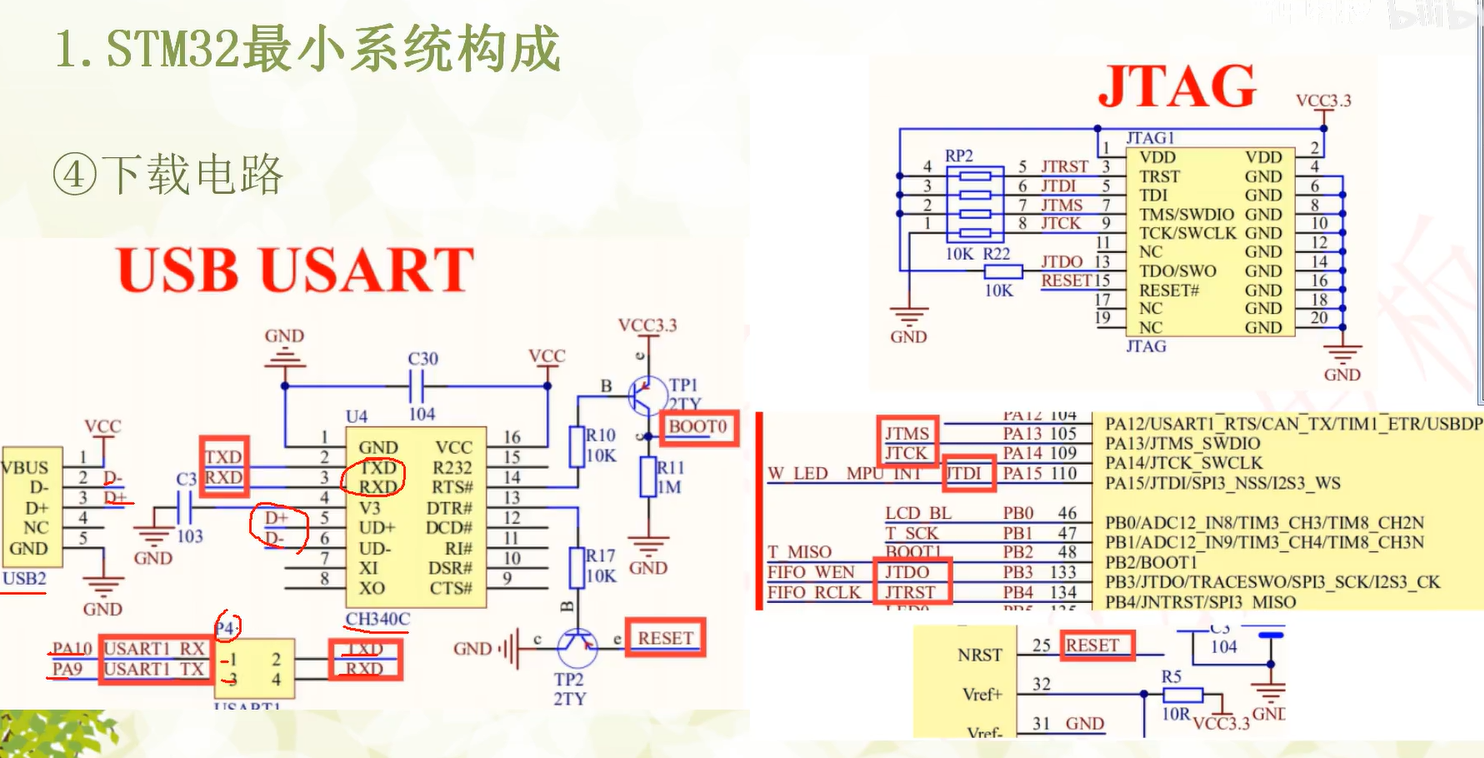 1.STM32最小系统构成
④下载电路
USB USART
GND
VCC3.3
C30
VCC
104
U4
B
c
TP1
2TY
BOOT0
R10
10K
R11
1M
GND
VCC
VBUS 1
D- 2 D-
D+ 3 D+
NC 4
GND 5
USB2
GND
TXD
RXD
C3
103
GND
D+
D-
1 GND VCC 16
2 TXD R232 15
3 RXD RTS# 14
4 V3 DTR# 13
5 UD+ DCD# 12
6 UD- RI# 11
7 XI DSR# 10
8 XO CTS# 9
CH340C
R17
10K
B
GND c e RESET
TP2
2TY
P4
PA10 USART1_RX 1 2 TXD
PA9 USART1_TX 3 4 RXD
USART1
JTAG
VCC3.3
JTAG1
RP2
1 VDD VDD 2
4 5 JTRST 3 TRST GND 4
3 6 JTDI 5 TDI GND 6
2 7 JTMS 7 TMS/SWDIO GND 8
1 8 JTCK 9 TCK/SWCLK GND 10
11 NC GND 12
10K R22
JTDO 13 TDO/SWO GND 14
10K
RESET 15 RESET# GND 16
17 NC GND 18
19 NC GND 20
JTAG
GND
GND
PA12 104 PA12/USART1_RTS/CAN_TX/TIM1_ETR/USBDP
JTMS PA13 105 PA13/JTMS_SWDIO
JTCK PA14 109 PA14/JTCK_SWCLK
W_LED MPU_INT JTDI PA15 110 PA15/JTDI/SPI3_NSS/I2S3_WS
LCD_BL PB0 46 PB0/ADC12_IN8/TIM3_CH3/TIM8_CH2N
T_SCK PB1 47 PB1/ADC12_IN9/TIM3_CH4/TIM8_CH3N
T_MISO BOOT1 PB2 48 PB2/BOOT1
FIFO_WEN JTDO PB3 133 PB3/JTDO/TRACESWO/SPI3_SCK/I2S3_CK
FIFO_RCLK JTRST PB4 134 PB4/JNTRST/SPI3_MISO
LED0 PB5 135
NRST 25 RESET
C3
104
Vref+ 32
R5
10R
VCC3.3
GND
Vref- 31 GND
板
bilibili